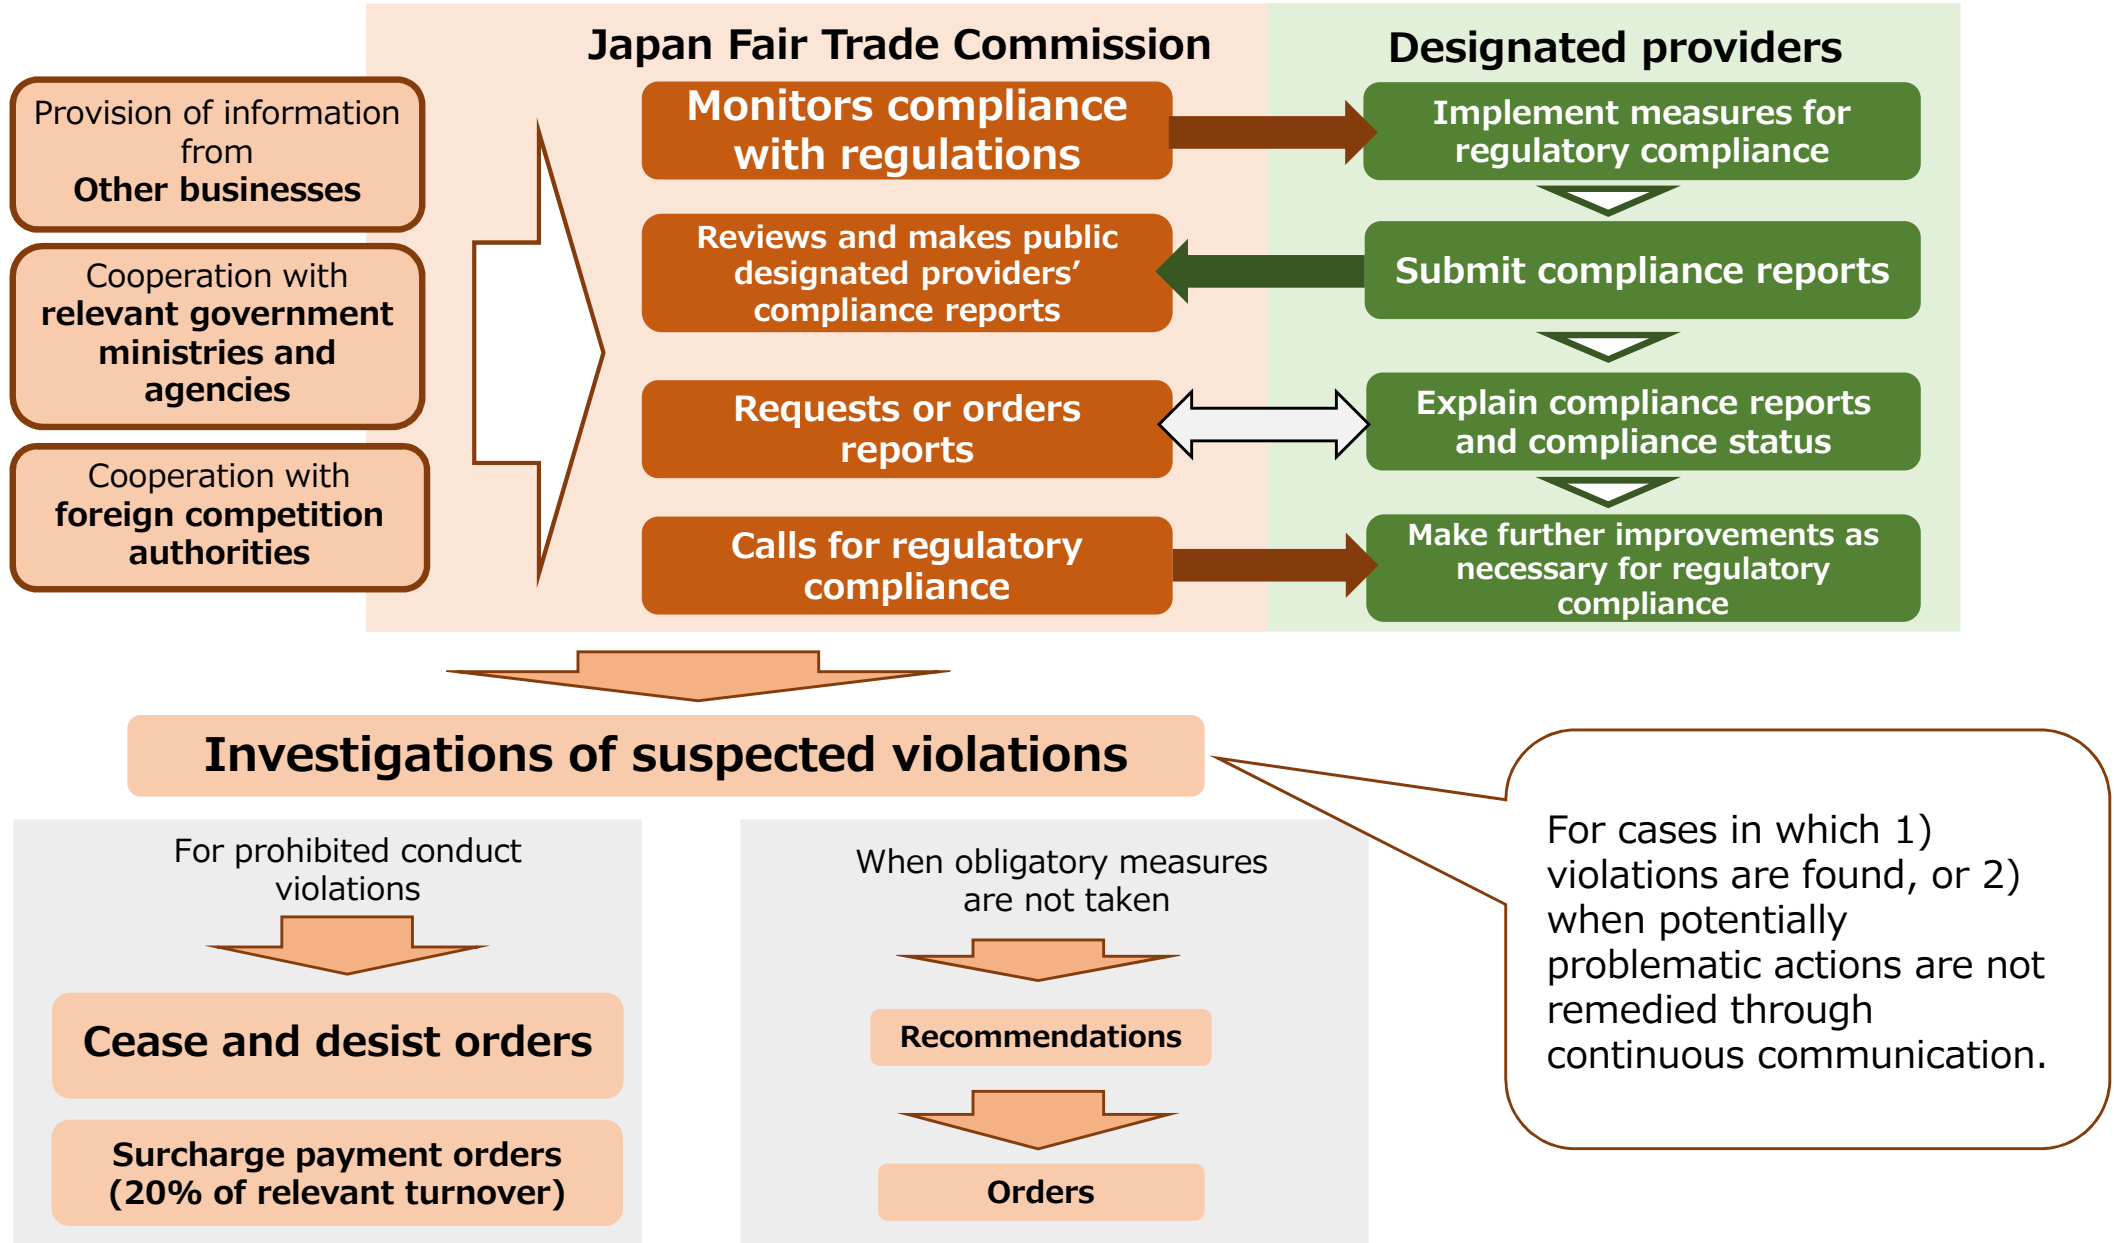 Japan Fair Trade Commission
Designated providers
Provision of information
from
Other businesses
Cooperation with
relevant government
ministries and
agencies
Cooperation with
foreign competition
authorities
Monitors compliance
with regulations
Reviews and makes public
designated providers’
compliance reports
Requests or orders
reports
Calls for regulatory
compliance
Implement measures for
regulatory compliance
Submit compliance reports
Explain compliance reports
and compliance status
Make further improvements as
necessary for regulatory
compliance
Investigations of suspected violations
For prohibited conduct
violations
Cease and desist orders
Surcharge payment orders
(20% of relevant turnover)
When obligatory measures
are not taken
Recommendations
Orders
For cases in which 1)
violations are found, or 2)
when potentially
problematic actions are not
remedied through
continuous communication.